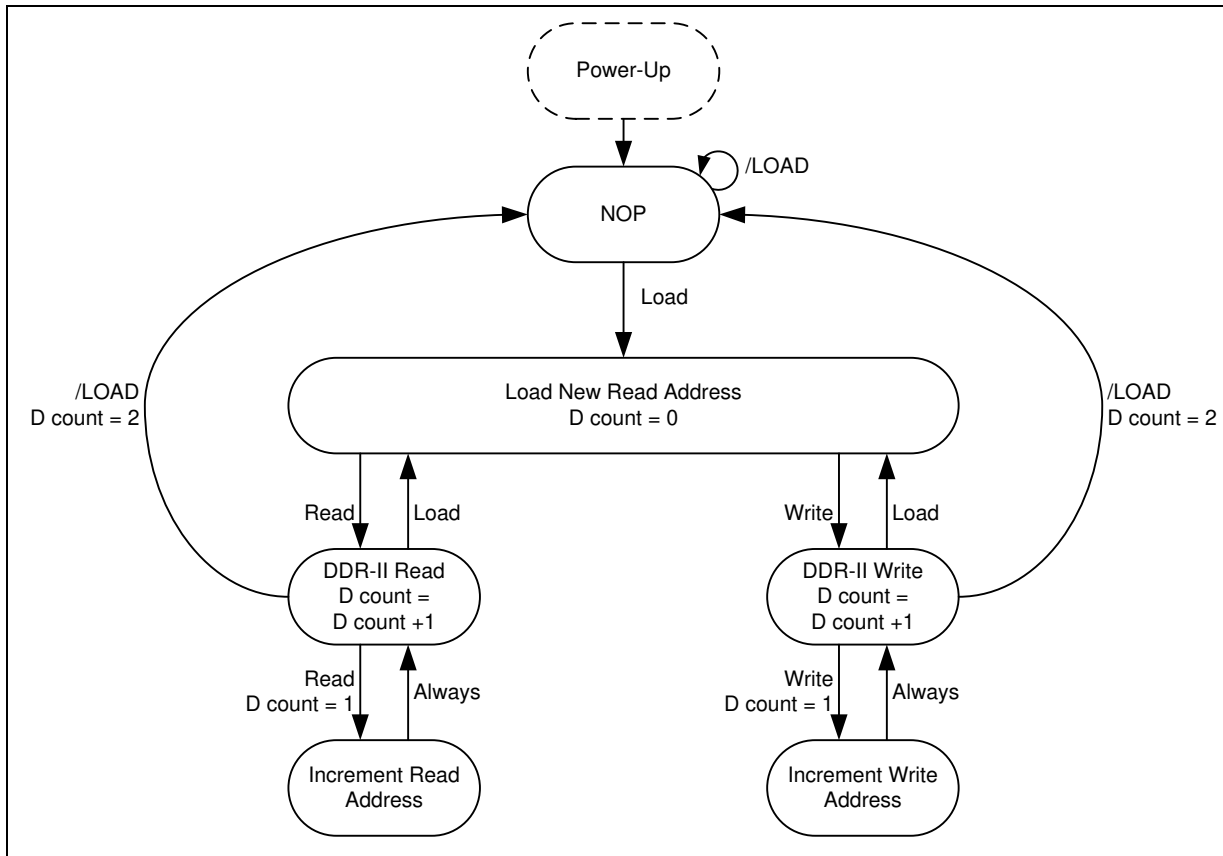 Power-Up
/LOAD
NOP
Load
/LOAD
D count = 2
Load New Read Address
D count = 0
/LOAD
D count = 2
Read
Load
Write
Load
DDR-II Read
D count =
D count +1
DDR-II Write
D count =
D count +1
Read
D count = 1
Always
Write
D count = 1
Always
Increment Read
Address
Increment Write
Address